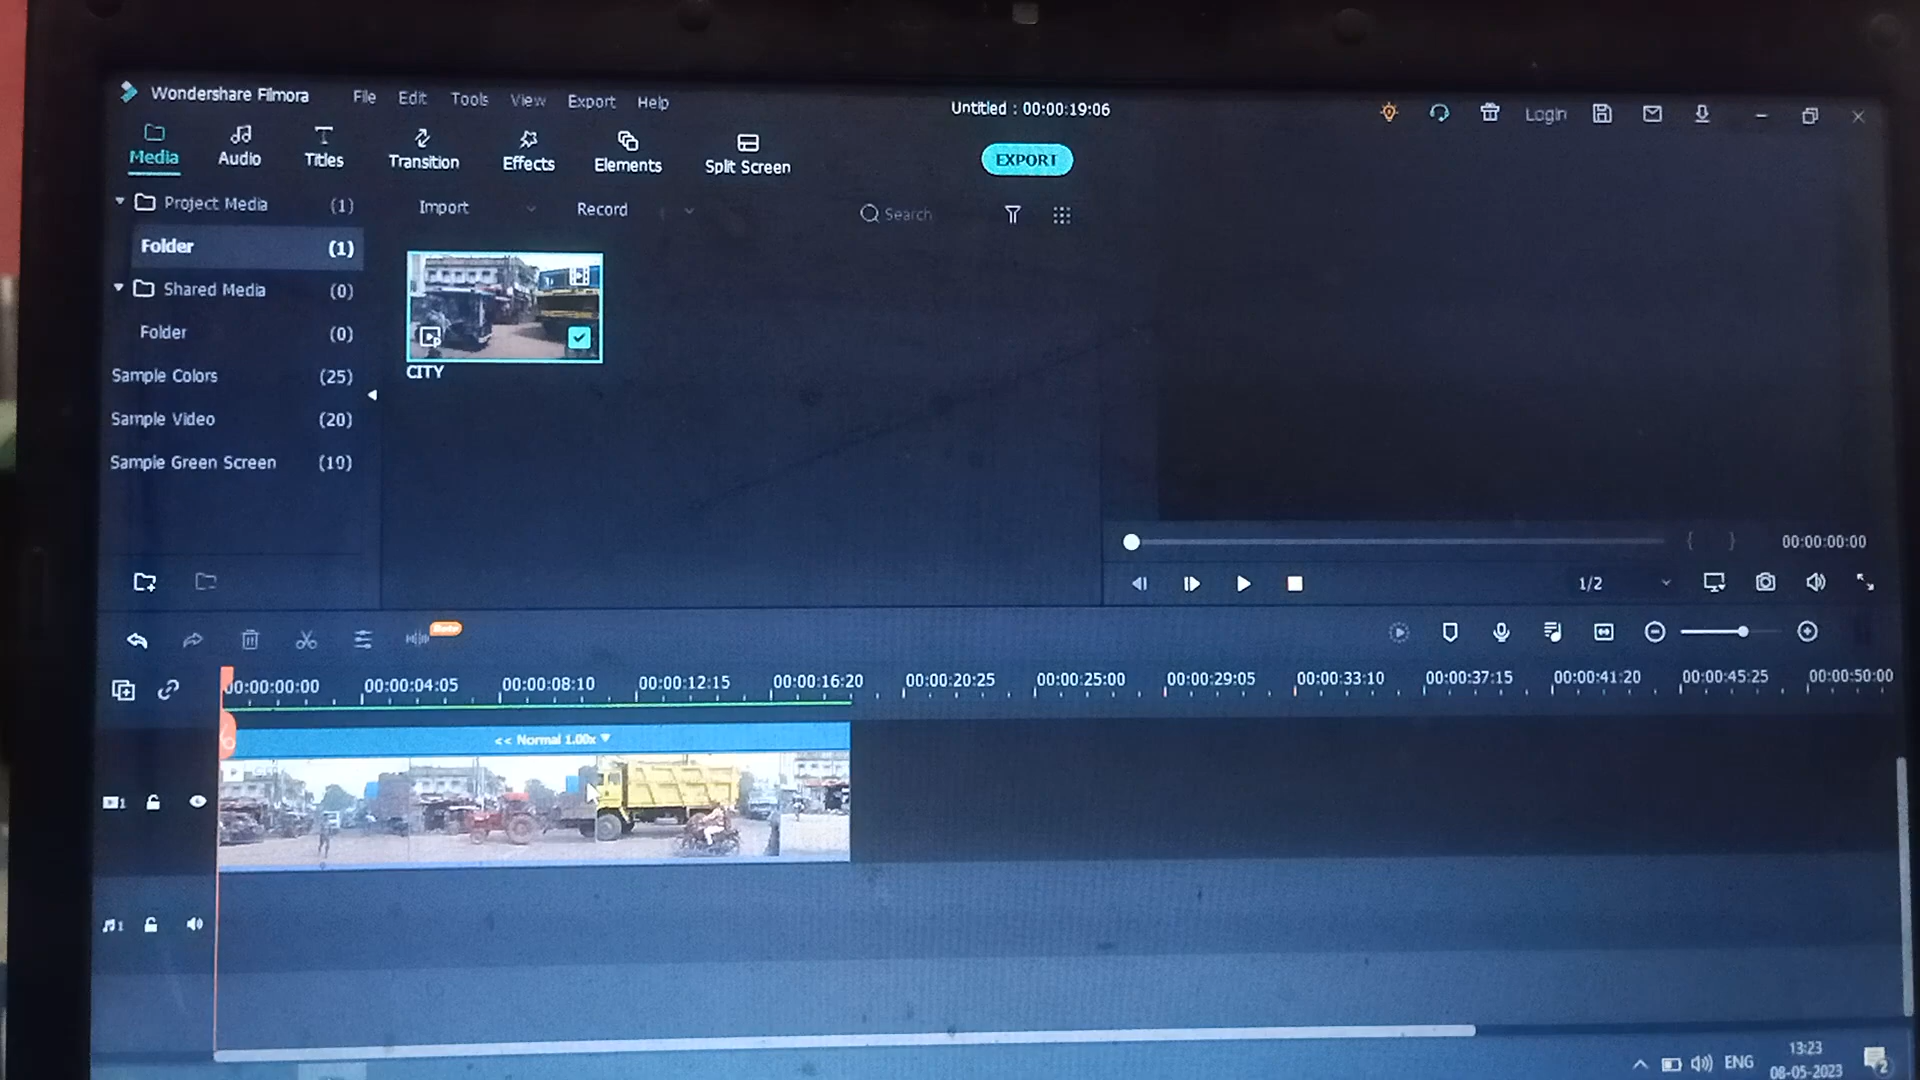 Wondershare Filmora File Edit Tools View Export Help Untitled : 00:00:19:06 Login
Media Audio Titles Transition Effects Elements Split Screen EXPORT
Project Media (1) Import Record Search
Folder (1)
Shared Media (0)
Folder (0)
CITY
Sample Colors (25)
Sample Video (20)
Sample Green Screen (19)
00:00:00:00
1/2
Beta
00:00:00:00 00:00:04:05 00:00:08:10 00:00:12:15 00:00:16:20 00:00:20:25 00:00:25:00 00:00:29:05 00:00:33:10 00:00:37:15 00:00:41:20 00:00:45:25 00:00:50:00
<< Normal 1.00x
1
1
ENG 13:23
08-05-2023 2